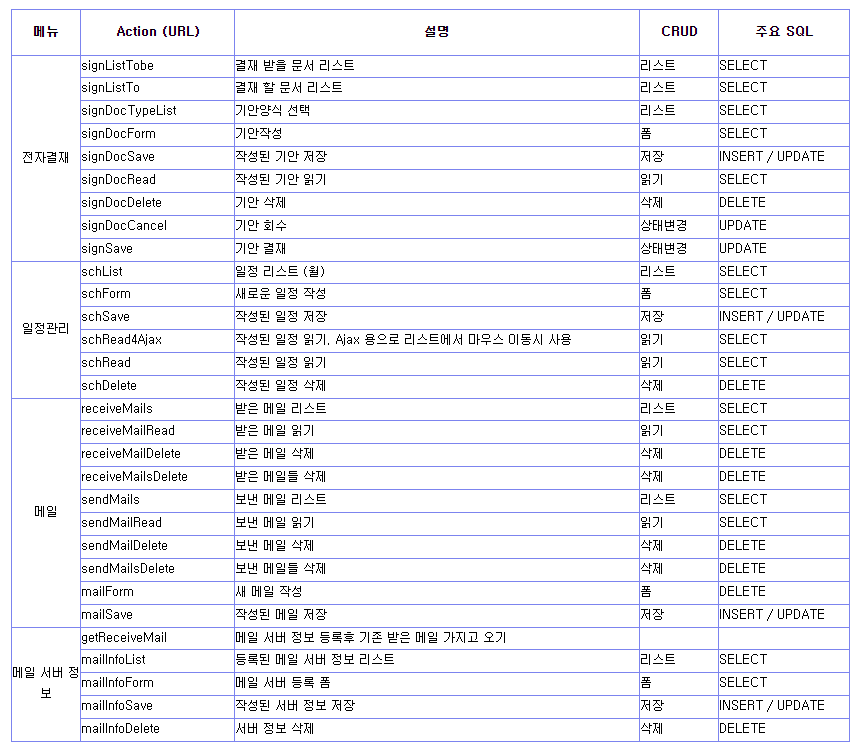 메뉴 Action (URL) 설명 CRUD 주요 SQL
signListTobe 결재 받을 문서 리스트 리스트 SELECT
signListTo 결재 할 문서 리스트 리스트 SELECT
signDocTypeList 기안양식 선택 리스트 SELECT
signDocForm 기안작성 폼 SELECT
전자결재 signDocSave 작성된 기안 저장 저장 INSERT / UPDATE
signDocRead 작성된 기안 읽기 읽기 SELECT
signDocDelete 기안 삭제 삭제 DELETE
signDocCancel 기안 회수 상태변경 UPDATE
signSave 기안 결재 상태변경 UPDATE
schList 일정 리스트 (월) 리스트 SELECT
schForm 새로운 일정 작성 폼 SELECT
일정관리 schSave 작성된 일정 저장 저장 INSERT / UPDATE
schRead4Ajax 작성된 일정 읽기, Ajax 용으로 리스트에서 마우스 이동시 사용 읽기 SELECT
schRead 작성된 일정 읽기 읽기 SELECT
schDelete 작성된 일정 삭제 삭제 DELETE
receiveMails 받은 메일 리스트 리스트 SELECT
receiveMailRead 받은 메일 읽기 읽기 SELECT
receiveMailDelete 받은 메일 삭제 삭제 DELETE
receiveMailsDelete 받은 메일들 삭제 삭제 DELETE
메일 sendMails 보낸 메일 리스트 리스트 SELECT
sendMailRead 보낸 메일 읽기 읽기 SELECT
sendMailDelete 보낸 메일 삭제 삭제 DELETE
sendMailsDelete 보낸 메일들 삭제 삭제 DELETE
mailForm 새 메일 작성 폼 DELETE
mailSave 작성된 메일 저장 저장 INSERT / UPDATE
getReceiveMail 메일 서버 정보 등록후 기존 받은 메일 가지고 오기
메일 서버 정 mailInfoList 등록된 메일 서버 정보 리스트 리스트 SELECT
보 mailInfoForm 메일 서버 등록 폼 폼 SELECT
mailInfoSave 작성된 서버 정보 저장 저장 INSERT / UPDATE
mailInfoDelete 서버 정보 삭제 삭제 DELETE